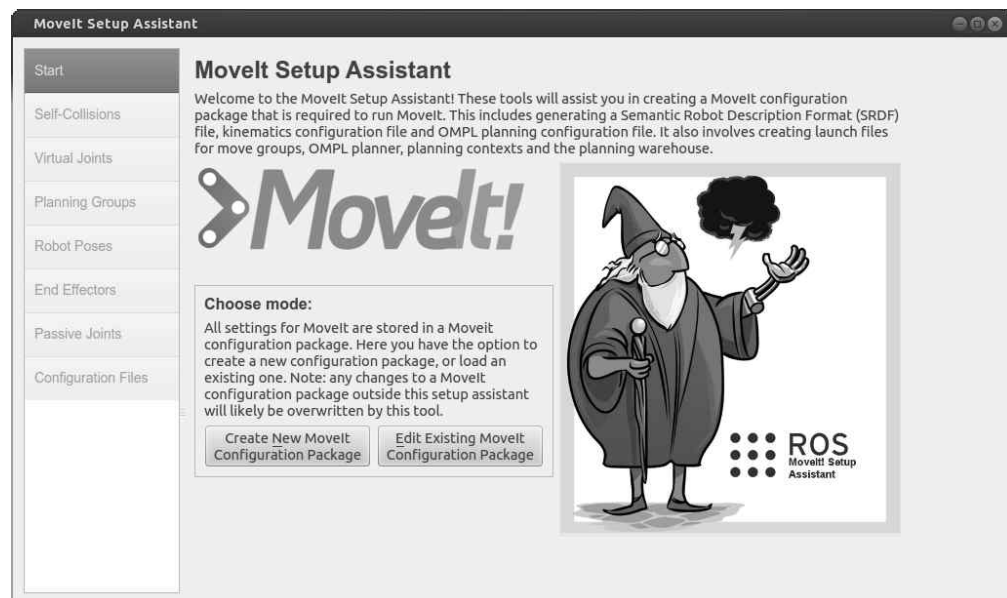 MoveIt Setup Assistant
Start
Self-Collisions
Virtual Joints
Planning Groups
Robot Poses
End Effectors
Passive Joints
Configuration Files
MoveIt Setup Assistant
Welcome to the MoveIt Setup Assistant! These tools will assist you in creating a MoveIt configuration
package that is required to run MoveIt. This includes generating a Semantic Robot Description Format (SRDF)
file, kinematics configuration file and OMPL planning configuration file. It also involves creating launch files
for move groups, OMPL planner, planning contexts and the planning warehouse.
MoveIt!
Choose mode:
All settings for MoveIt are stored in a Moveit
configuration package. Here you have the option to
create a new configuration package, or load an
existing one. Note: any changes to a MoveIt
configuration package outside this setup assistant
will likely be overwritten by this tool.
Create New MoveIt
Configuration Package
Edit Existing MoveIt
Configuration Package
ROS
MoveIt! Setup
Assistant